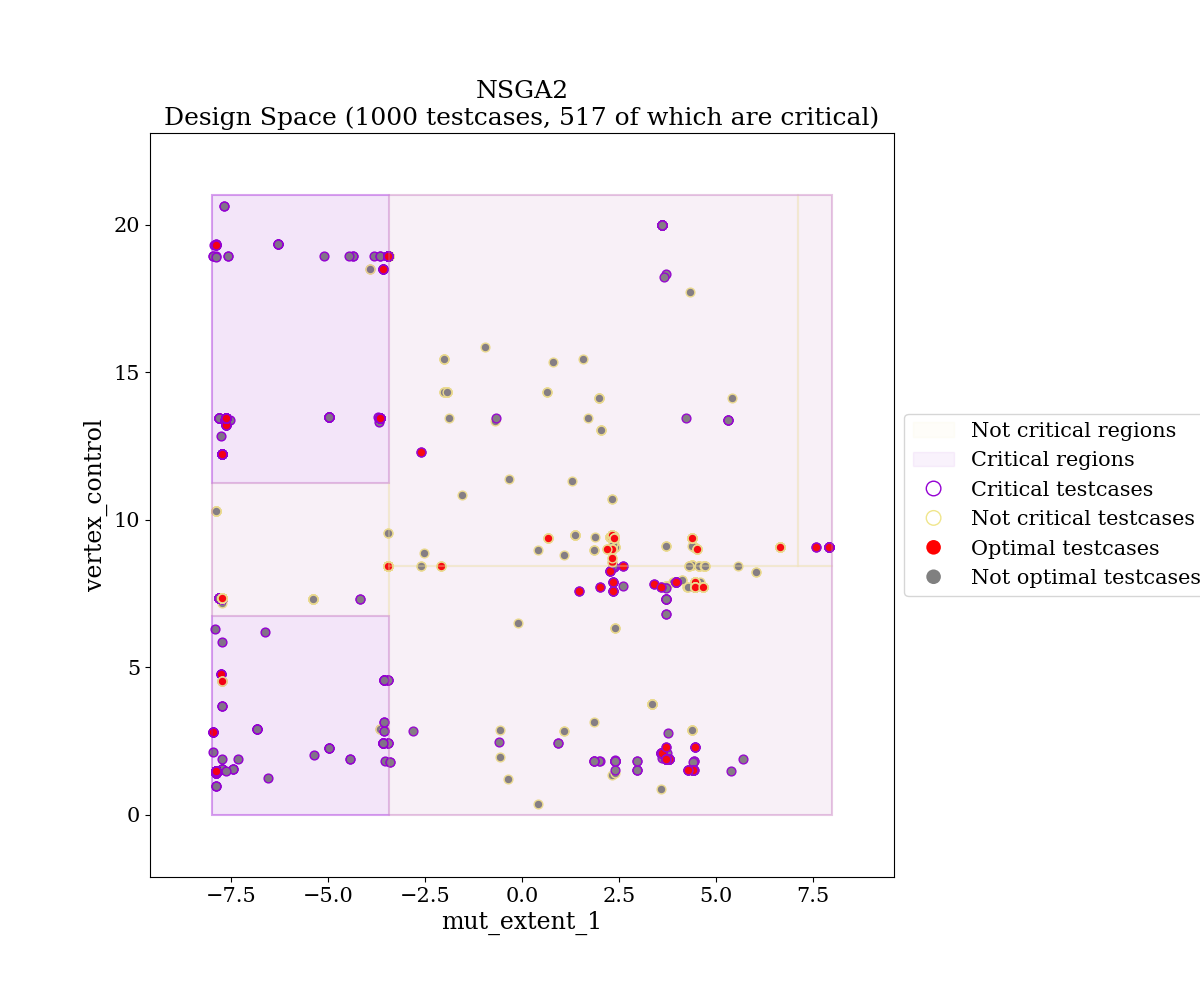 NSGA2
Design Space (1000 testcases, 517 of which are critical)
20
15
10
5
0
vertex_control
−7.5
−5.0
−2.5
0.0
2.5
5.0
7.5
mut_extent_1
Not critical regions
Critical regions
Critical testcases
Not critical testcases
Optimal testcases
Not optimal testcases